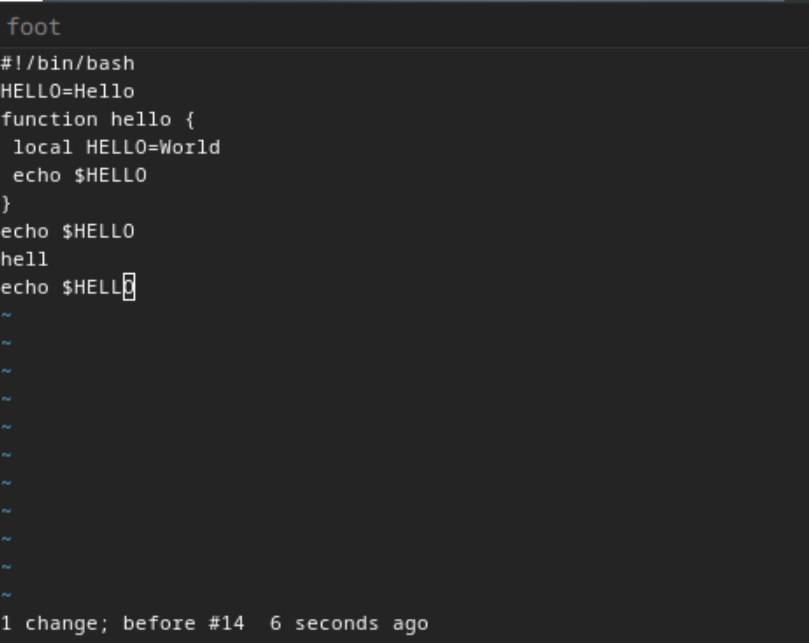 foot
#!/bin/bash
HELLO=Hello
function hello {
 local HELLO=World
 echo $HELLO
}
echo $HELLO
hell
echo $HELLO
~
~
~
~
~
~
~
~
~
~
~
1 change; before #14  6 seconds ago